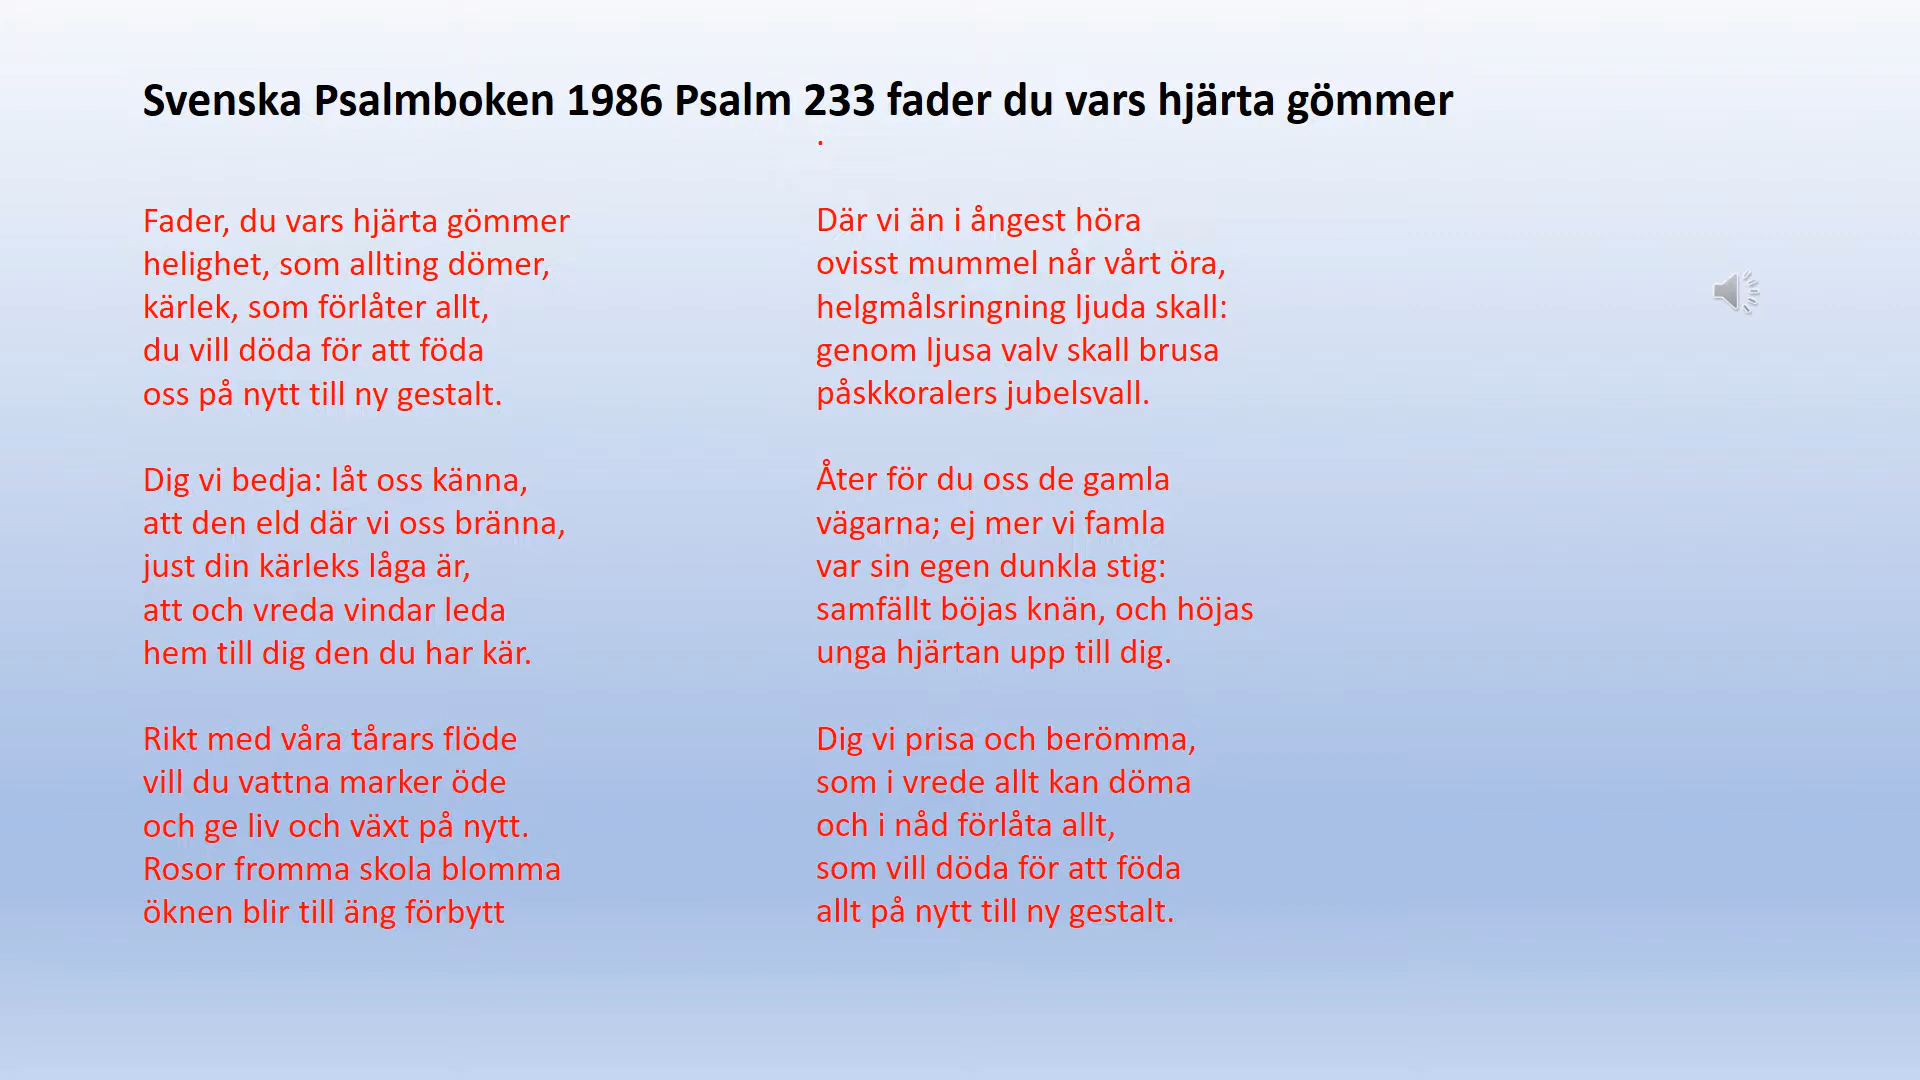 Svenska Psalmboken 1986 Psalm 233 fader du vars hjärta gömmer
Fader, du vars hjärta gömmer
helighet, som allting dömer,
kärlek, som förlåter allt,
du vill döda för att föda
oss på nytt till ny gestalt.
Dig vi bedja: låt oss känna,
att den eld där vi oss bränna,
just din kärleks låga är,
att och vreda vindar leda
hem till dig den du har kär.
Rikt med våra tårars flöde
vill du vattna marker öde
och ge liv och växt på nytt.
Rosor fromma skola blomma
öknen blir till äng förbytt
.
Där vi än i ångest höra
ovisst mummel når vårt öra,
helgmålsringning ljuda skall:
genom ljusa valv skall brusa
påskkoralers jubelsvall.
Åter för du oss de gamla
vägarna; ej mer vi famla
var sin egen dunkla stig:
samfällt böjas knän, och höjas
unga hjärtan upp till dig.
Dig vi prisa och berömma,
som i vrede allt kan döma
och i nåd förlåta allt,
som vill döda för att föda
allt på nytt till ny gestalt.